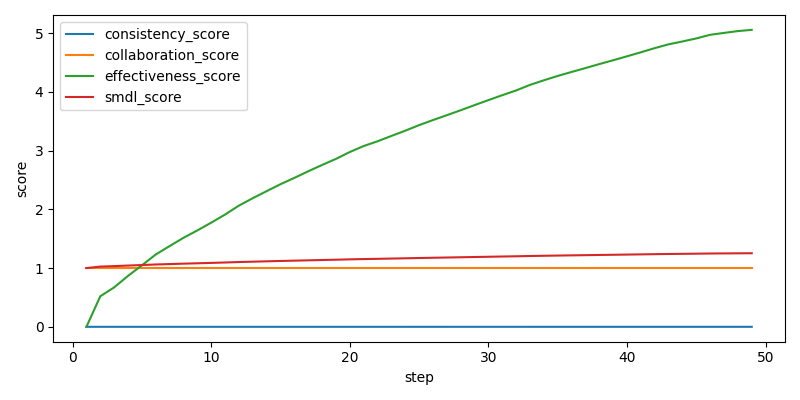 consistency_score
collaboration_score
effectiveness_score
smdl_score
score
5
4
3
2
1
0
0 10 20 30 40 50
step